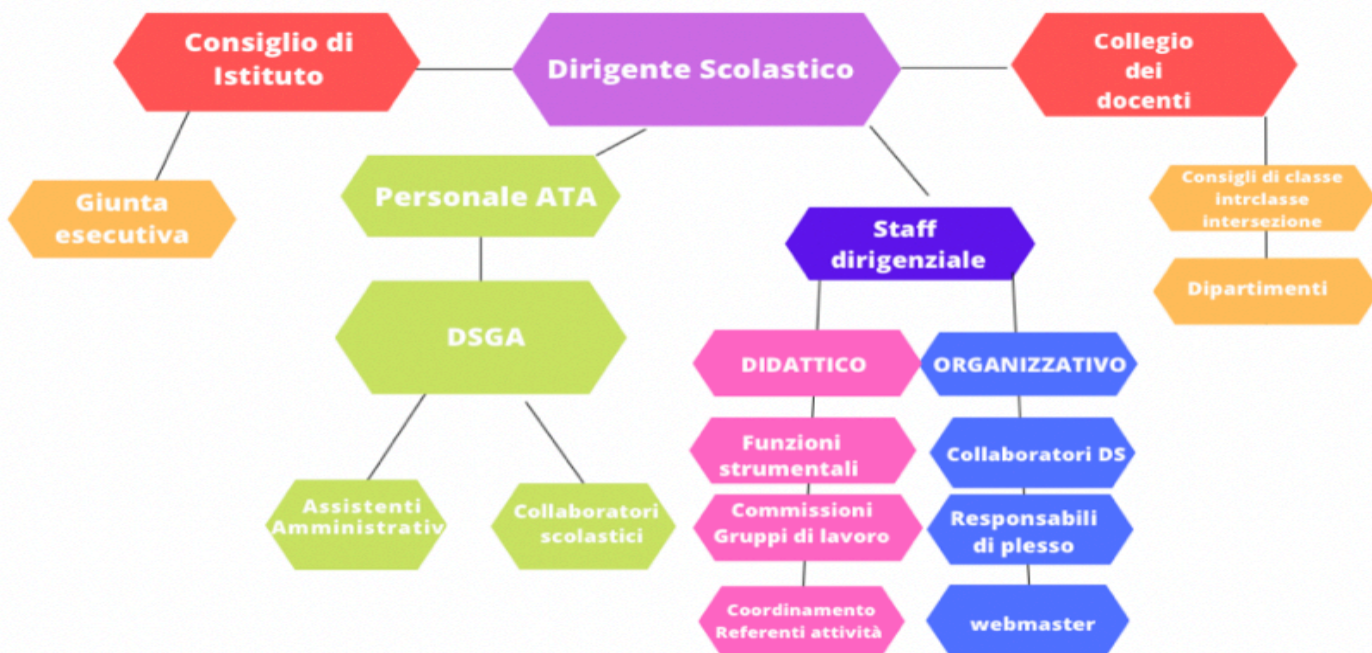 Consiglio di
Istituto
Dirigente Scolastico
Collegio
dei
docenti
Giunta
esecutiva
Personale ATA
Consigli di classe
intrclasse
intersezione
Staff
dirigenziale
Dipartimenti
DSGA
DIDATTICO
ORGANIZZATIVO
Funzioni
strumentali
Collaboratori DS
Assistenti
Amministrativ
Collaboratori
scolastici
Commissioni
Gruppi di lavoro
Responsabili
di plesso
Coordinamento
Referenti attività
webmaster